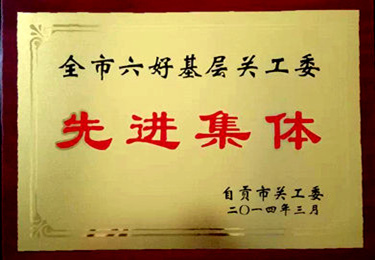 全市六好基层关工委
先进集体
自贡市关工委
二〇一四年三月